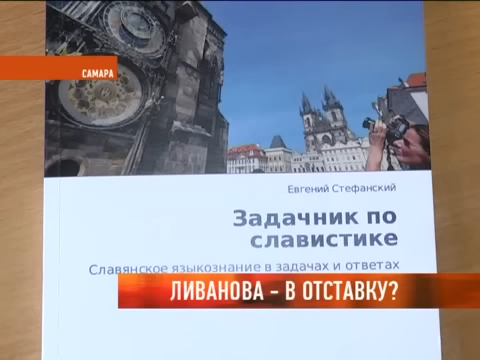 САМАРА
Евгений Стефанский
Задачник по
славистике
Славянское языкознание в задачах и ответах
ЛИВАНОВА - В ОТСТАВКУ?